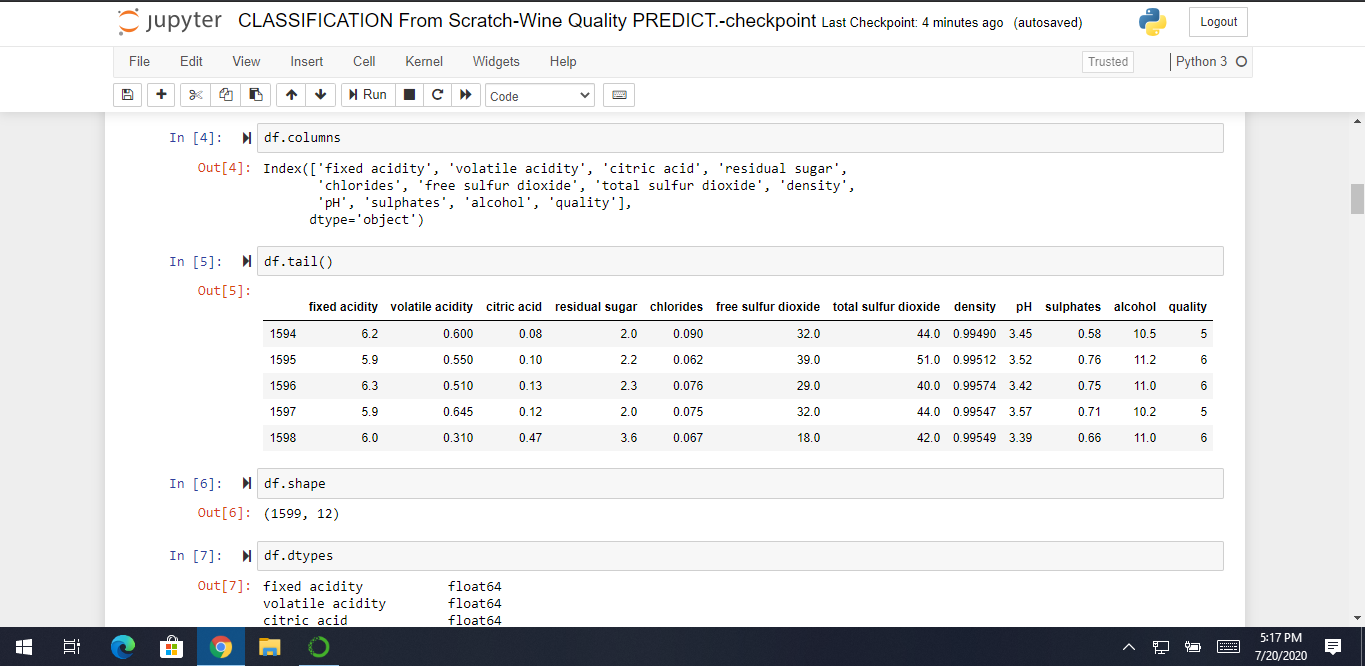 jupyter CLASSIFICATION From Scratch-Wine Quality PREDICT.-checkpoint Last Checkpoint: 4 minutes ago (autosaved) Logout
File Edit View Insert Cell Kernel Widgets Help Trusted Python 3
Run Code
In [4]: df.columns
Out[4]: Index(['fixed acidity', 'volatile acidity', 'citric acid', 'residual sugar',
'chlorides', 'free sulfur dioxide', 'total sulfur dioxide', 'density',
'pH', 'sulphates', 'alcohol', 'quality'],
dtype='object')
In [5]: df.tail()
Out[5]:
fixed acidity volatile acidity citric acid residual sugar chlorides free sulfur dioxide total sulfur dioxide density pH sulphates alcohol quality
1594 6.2 0.600 0.08 2.0 0.090 32.0 44.0 0.99490 3.45 0.58 10.5 5
1595 5.9 0.550 0.10 2.2 0.062 39.0 51.0 0.99512 3.52 0.76 11.2 6
1596 6.3 0.510 0.13 2.3 0.076 29.0 40.0 0.99574 3.42 0.75 11.0 6
1597 5.9 0.645 0.12 2.0 0.075 32.0 44.0 0.99547 3.57 0.71 10.2 5
1598 6.0 0.310 0.47 3.6 0.067 18.0 42.0 0.99549 3.39 0.66 11.0 6
In [6]: df.shape
Out[6]: (1599, 12)
In [7]: df.dtypes
Out[7]: fixed acidity float64
volatile acidity float64
citric acid float64
5:17 PM
7/20/2020